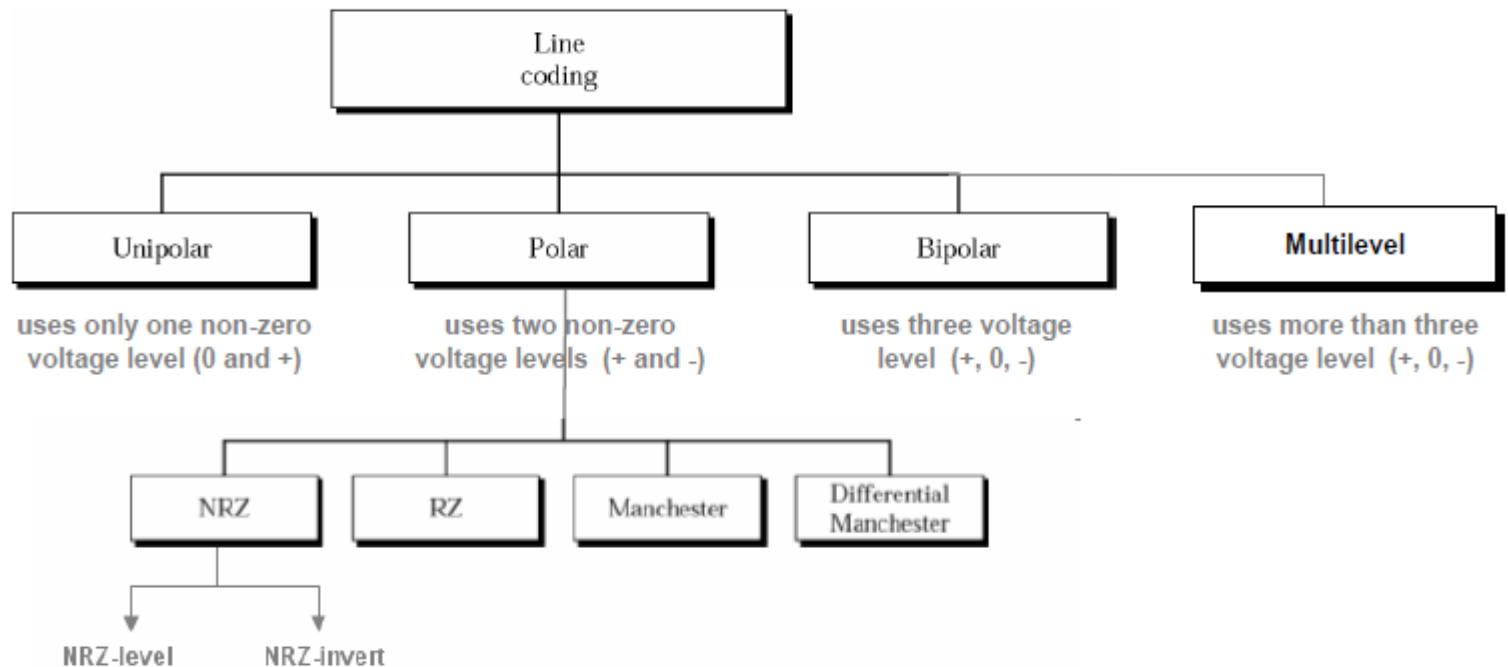 Line
coding
Unipolar
Polar
Bipolar
Multilevel
uses only one non-zero
voltage level (0 and +)
uses two non-zero
voltage levels (+ and -)
uses three voltage
level (+, 0, -)
uses more than three
voltage level (+, 0, -)
NRZ
RZ
Manchester
Differential
Manchester
NRZ-level
NRZ-invert